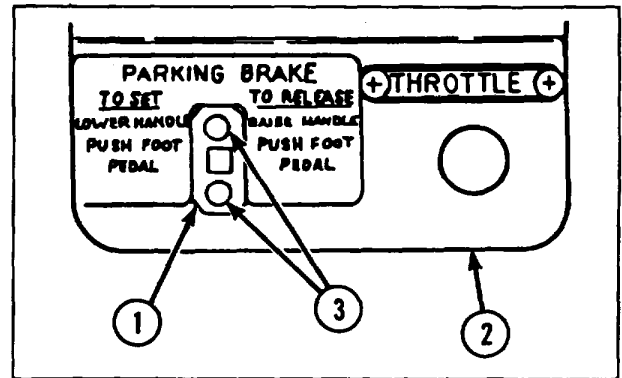 PARKING BRAKE
TO SET
LOWER HANDLE
PUSH FOOT
PEDAL
TO RELEASE
RAISE HANDLE
PUSH FOOT
PEDAL
THROTTLE
1
3
2